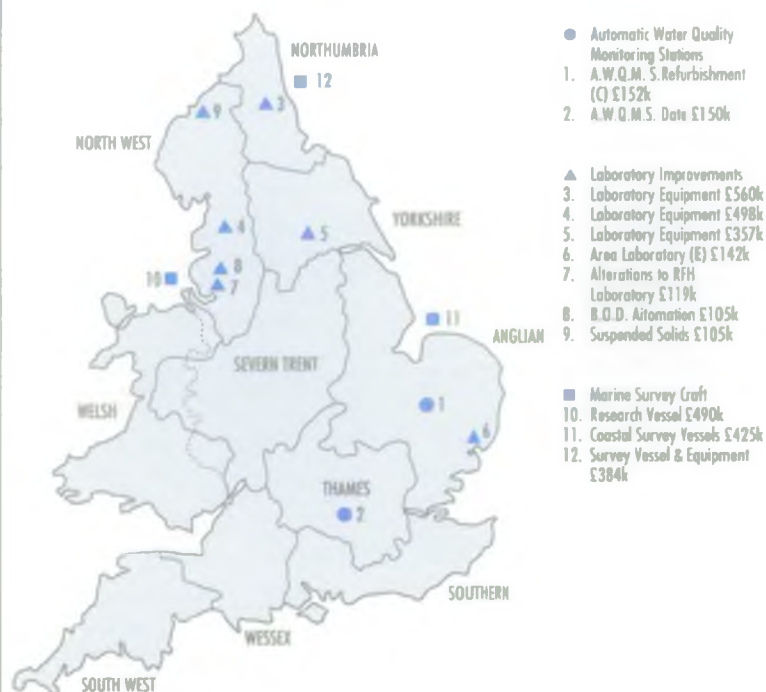 NORTHUMBRIA
12
3
9
NORTH WEST
YORKSHIRE
4
5
8
7
10
11
ANGLIAN
SEVERN TRENT
WELSH
1
6
THAMES
2
SOUTHERN
WESSEX
SOUTH WEST
Automatic Water Quality
Monitoring Stations
1. A.W.Q.M. S.Refurbishment
(C) £152k
2. A.W.Q.M.S. Data £150k
Laboratory Improvements
3. Laboratory Equipment £560k
4. Laboratory Equipment £498k
5. Laboratory Equipment £357k
6. Area Laboratory (E) £142k
7. Alterations to RFH
Laboratory £119k
8. B.O.D. Aitomation £105k
9. Suspended Solids £105k
Marine Survey Craft
10. Research Vessel £490k
11. Coastal Survey Vessels £425k
12. Survey Vessel & Equipment
£384k